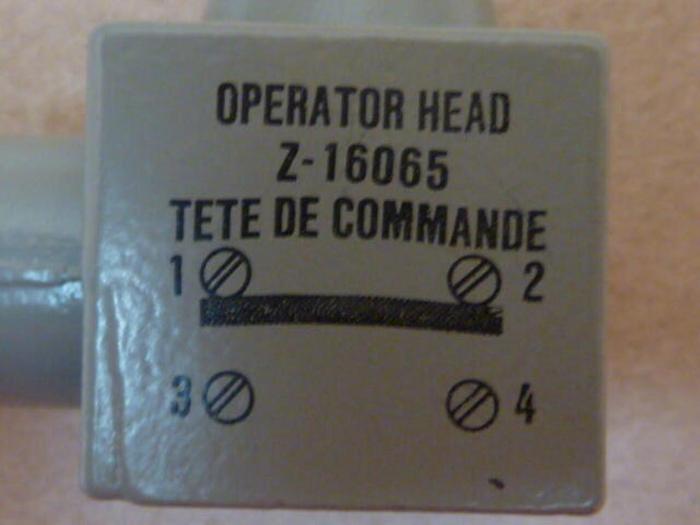 OPERATOR HEAD
Z-16065
TETE DE COMMANDE
1 2
3 4